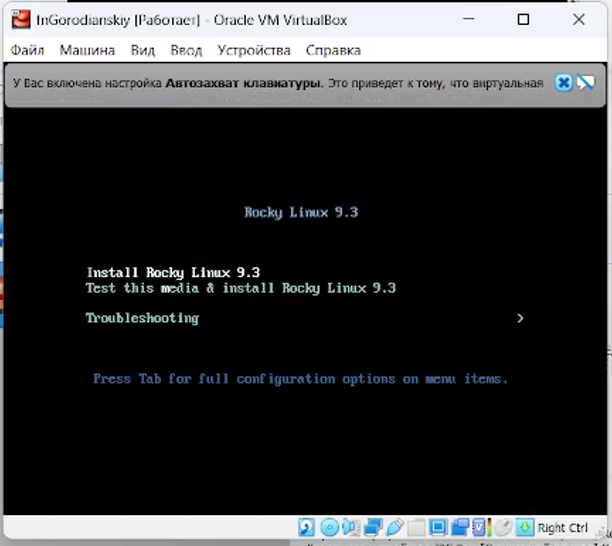 InGorodianskiy [Работает] - Oracle VM VirtualBox
Файл Машина Вид Ввод Устройства Справка
У Вас включена настройка Автозахват клавиатуры. Это приведет к тому, что виртуальная
Rocky Linux 9.3
Install Rocky Linux 9.3
Test this media & install Rocky Linux 9.3
Troubleshooting >
Press Tab for full configuration options on menu items.
Right Ctrl